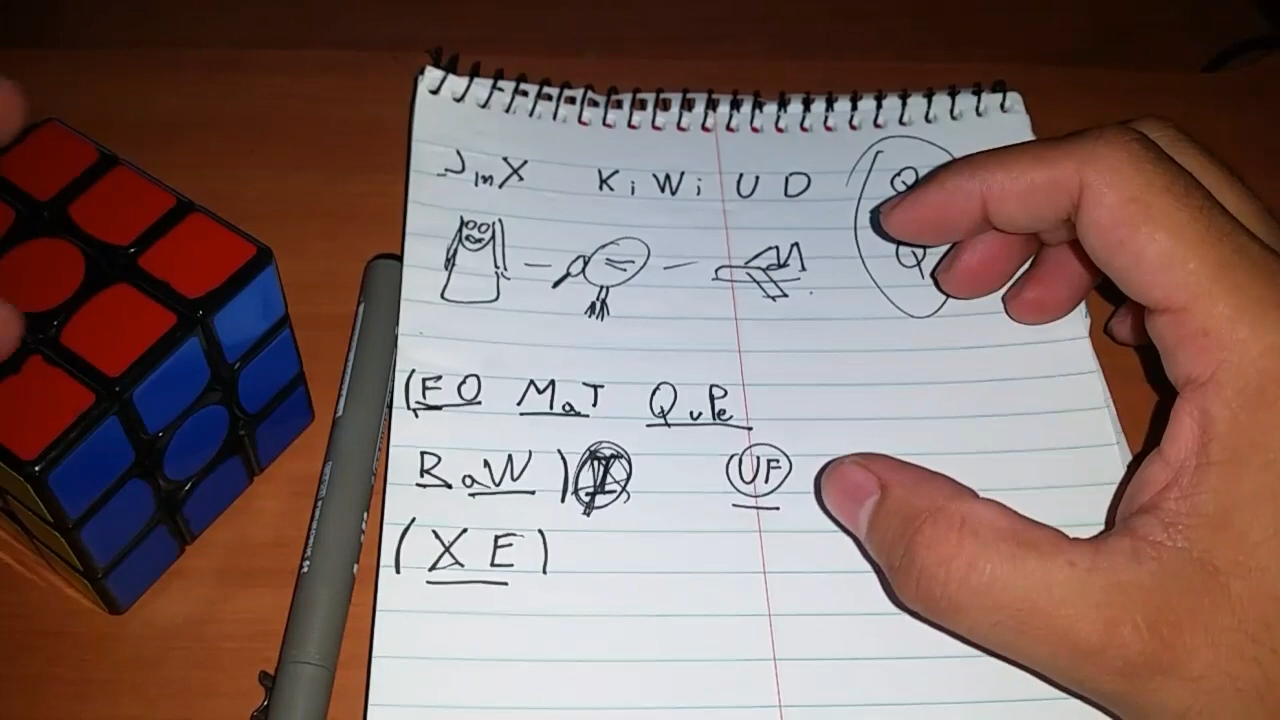 JinX KiWi UD Q
Q
(FO MaT QuPe
RaW) UF
(XE)